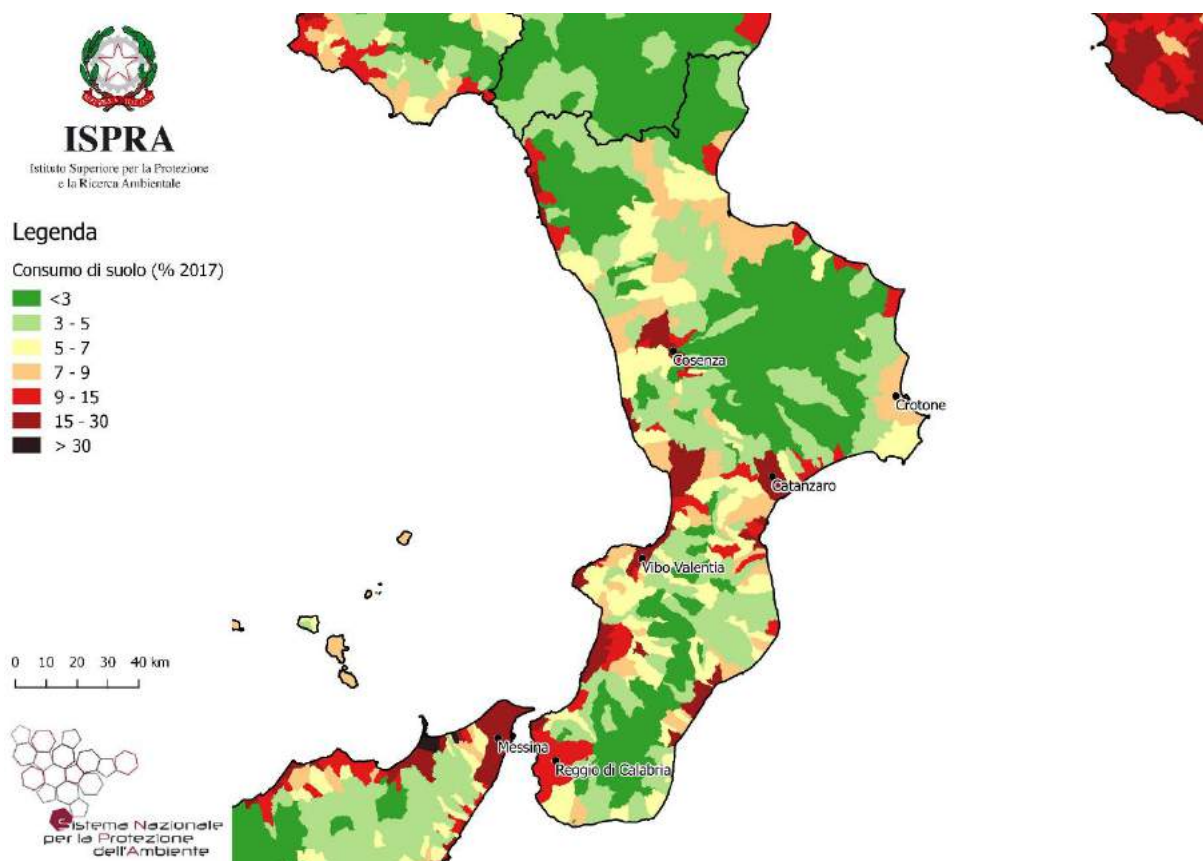 ISPRA
Istituto Superiore per la Protezione
e la Ricerca Ambientale
Legenda
Consumo di suolo (% 2017)
<3
3 - 5
5 - 7
7 - 9
9 - 15
15 - 30
> 30
Cosenza
Crotone
Catanzaro
Vibo Valentia
0 10 20 30 40 km
Messina
Reggio di Calabria
Sistema Nazionale
per la Protezione
dell'Ambiente